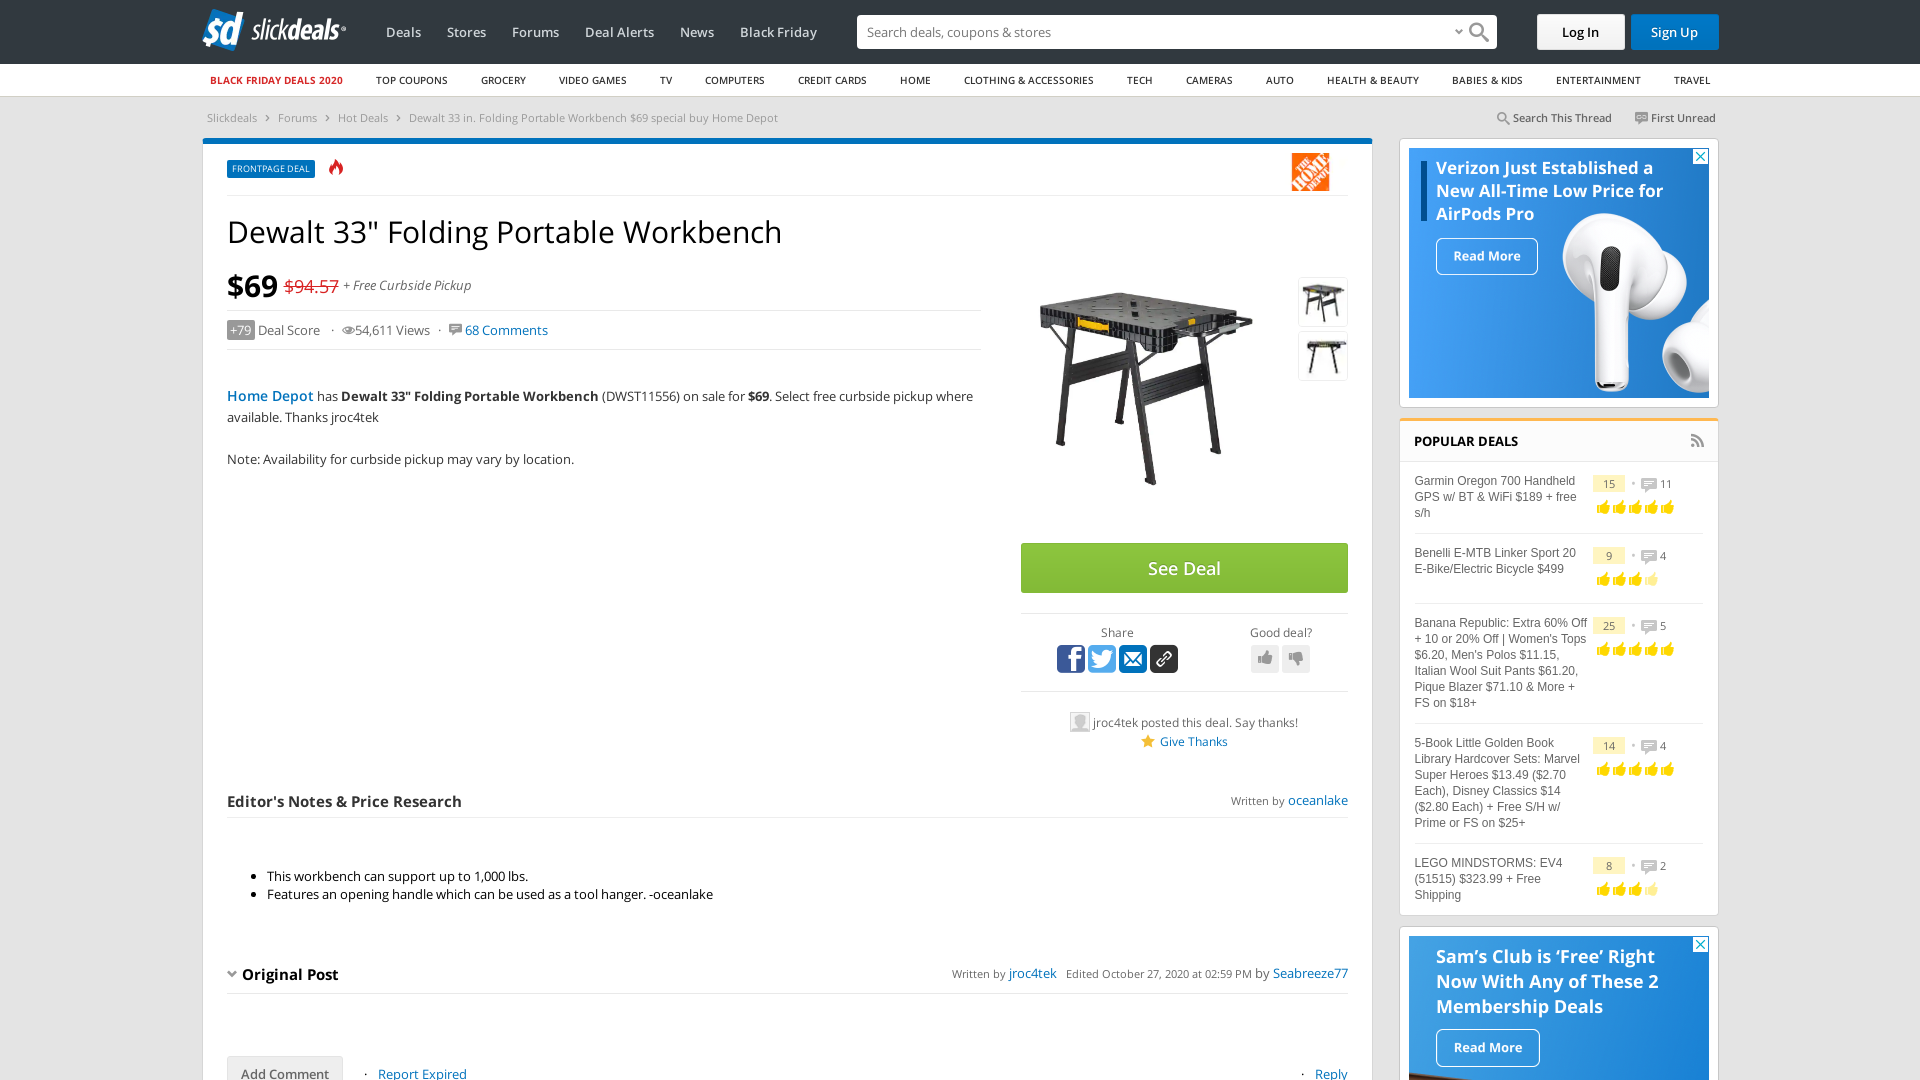 sd slickdeals
Deals
Stores
Forums
Deal Alerts
News
Black Friday
Search deals, coupons & stores
Log In
Sign Up
BLACK FRIDAY DEALS 2020
TOP COUPONS
GROCERY
VIDEO GAMES
TV
COMPUTERS
CREDIT CARDS
HOME
CLOTHING & ACCESSORIES
TECH
CAMERAS
AUTO
HEALTH & BEAUTY
BABIES & KIDS
ENTERTAINMENT
TRAVEL
Slickdeals > Forums > Hot Deals > Dewalt 33 in. Folding Portable Workbench $69 special buy Home Depot
Search This Thread
First Unread
FRONTPAGE DEAL
THE HOME DEPOT
Dewalt 33" Folding Portable Workbench
$69 $94.57 + Free Curbside Pickup
+79 Deal Score · 54,611 Views · 68 Comments
Home Depot has Dewalt 33" Folding Portable Workbench (DWST11556) on sale for $69. Select free curbside pickup where
available. Thanks jroc4tek
Note: Availability for curbside pickup may vary by location.
See Deal
Share
Good deal?
jroc4tek posted this deal. Say thanks!
Give Thanks
Editor's Notes & Price Research
Written by oceanlake
• This workbench can support up to 1,000 lbs.
• Features an opening handle which can be used as a tool hanger. -oceanlake
Original Post
Written by jroc4tek Edited October 27, 2020 at 02:59 PM by Seabreeze77
Add Comment
· Report Expired
· Reply
Verizon Just Established a
New All-Time Low Price for
AirPods Pro
Read More
POPULAR DEALS
Garmin Oregon 700 Handheld
GPS w/ BT & WiFi $189 + free
s/h
15 • 11
Benelli E-MTB Linker Sport 20
E-Bike/Electric Bicycle $499
9 • 4
Banana Republic: Extra 60% Off
+ 10 or 20% Off | Women's Tops
$6.20, Men's Polos $11.15,
Italian Wool Suit Pants $61.20,
Pique Blazer $71.10 & More +
FS on $18+
25 • 5
5-Book Little Golden Book
Library Hardcover Sets: Marvel
Super Heroes $13.49 ($2.70
Each), Disney Classics $14
($2.80 Each) + Free S/H w/
Prime or FS on $25+
14 • 4
LEGO MINDSTORMS: EV4
(51515) $323.99 + Free
Shipping
8 • 2
Sam's Club is ‘Free’ Right
Now With Any of These 2
Membership Deals
Read More